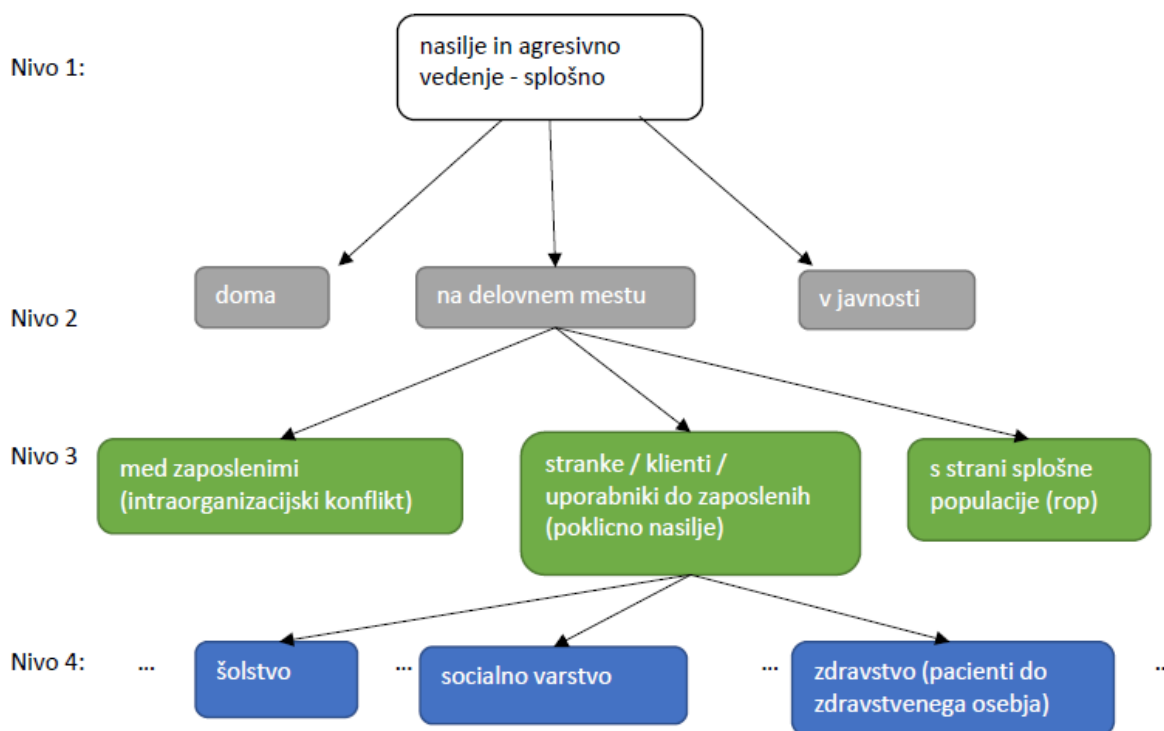 nasilje in agresivno
vedenje - splošno
Nivo 1:
doma
na delovnem mestu
v javnosti
Nivo 2
Nivo 3
med zaposlenimi
(intraorganizacijski konflikt)
stranke / klienti /
uporabniki do zaposlenih
(poklicno nasilje)
s strani splošne
populacije (rop)
Nivo 4:
...
šolstvo
...
socialno varstvo
...
zdravstvo (pacienti do
zdravstvenega osebja)
...